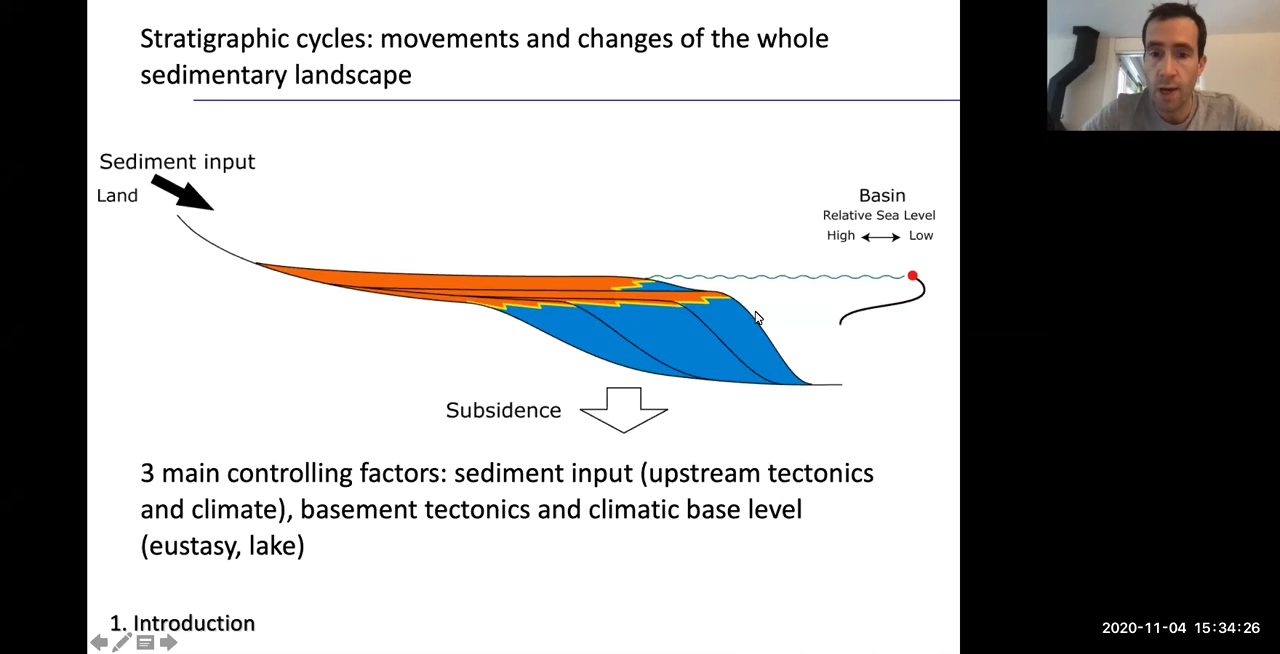 Stratigraphic cycles: movements and changes of the whole
sedimentary landscape
Sediment input
Land
Basin
Relative Sea Level
High Low
Subsidence
3 main controlling factors: sediment input (upstream tectonics
and climate), basement tectonics and climatic base level
(eustasy, lake)
1. Introduction
2020-11-04 15:34:26